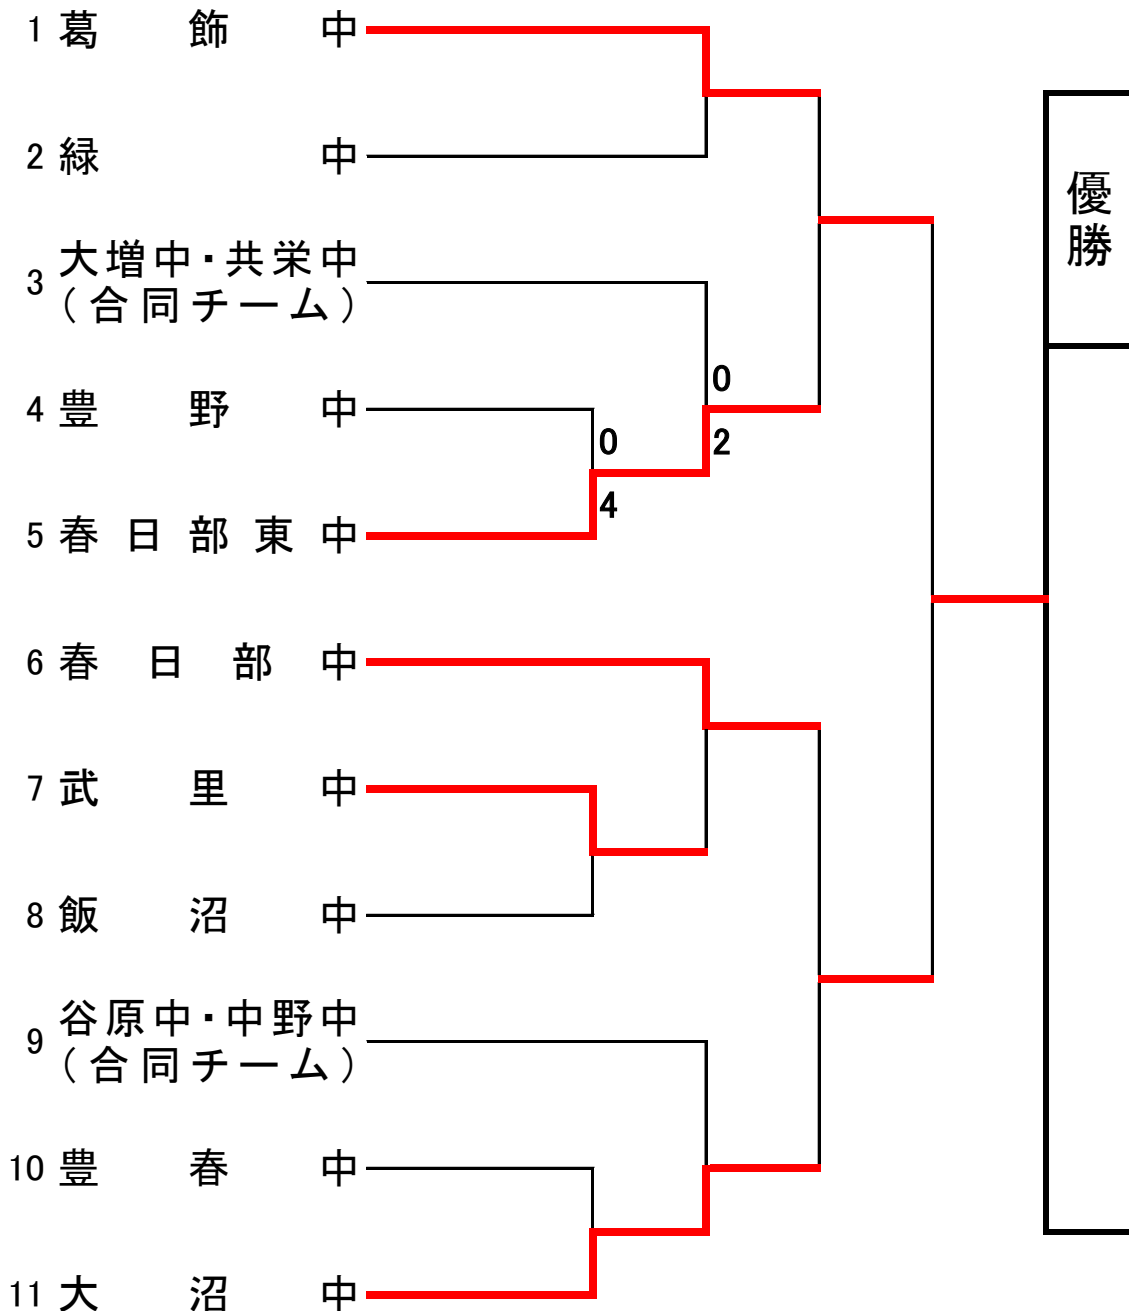 1 葛飾中
2 緑中
優勝
3 大増中・共栄中
(合同チーム)
0
4 豊野中
0
2
4
5 春日部東中
6 春日部中
7 武里中
8 飯沼中
9 谷原中・中野中
(合同チーム)
10 豊春中
11 大沼中